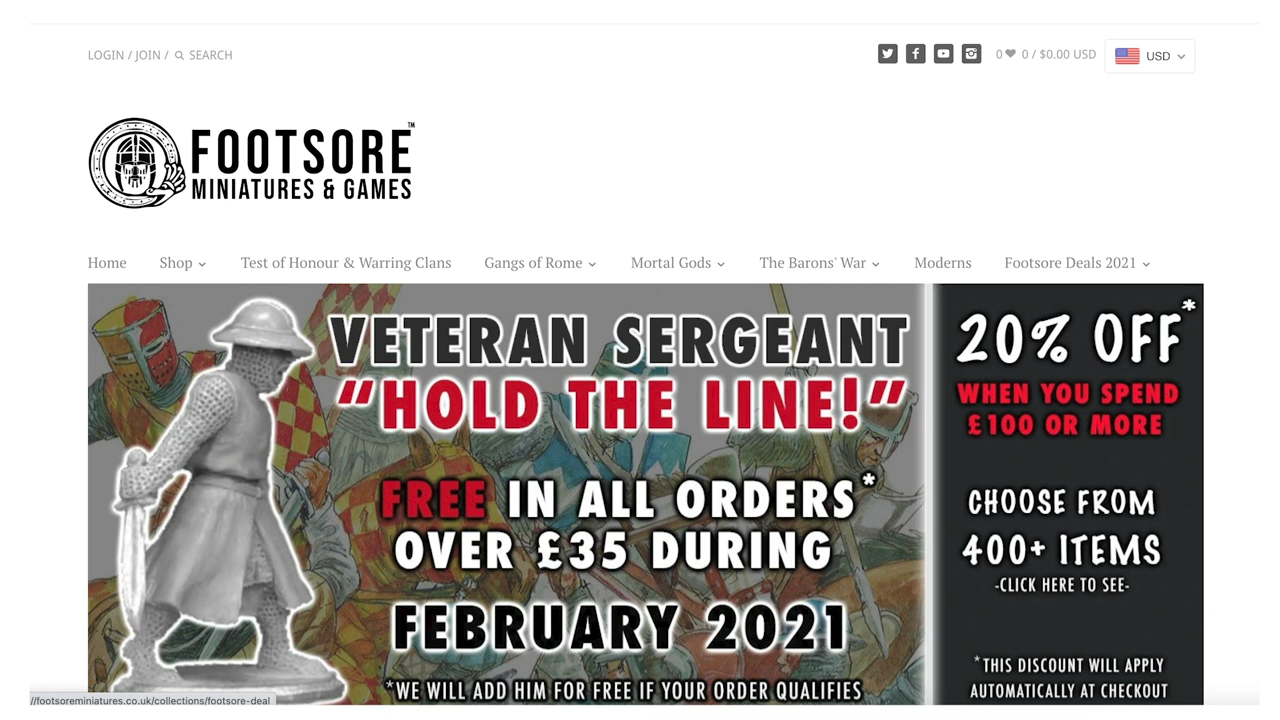 LOGIN / JOIN / SEARCH
0 0 / $0.00 USD USD
FOOTSORE™
MINIATURES & GAMES
Home Shop Test of Honour & Warring Clans Gangs of Rome Mortal Gods The Barons' War Moderns Footsore Deals 2021
VETERAN SERGEANT
"HOLD THE LINE!"
FREE IN ALL ORDERS*
OVER £35 DURING
FEBRUARY 2021
*WE WILL ADD HIM FOR FREE IF YOUR ORDER QUALIFIES
20% OFF*
WHEN YOU SPEND
£100 OR MORE
CHOOSE FROM
400+ ITEMS
-CLICK HERE TO SEE-
*THIS DISCOUNT WILL APPLY
AUTOMATICALLY AT CHECKOUT
//footsoreminiatures.co.uk/collections/footsore-deal